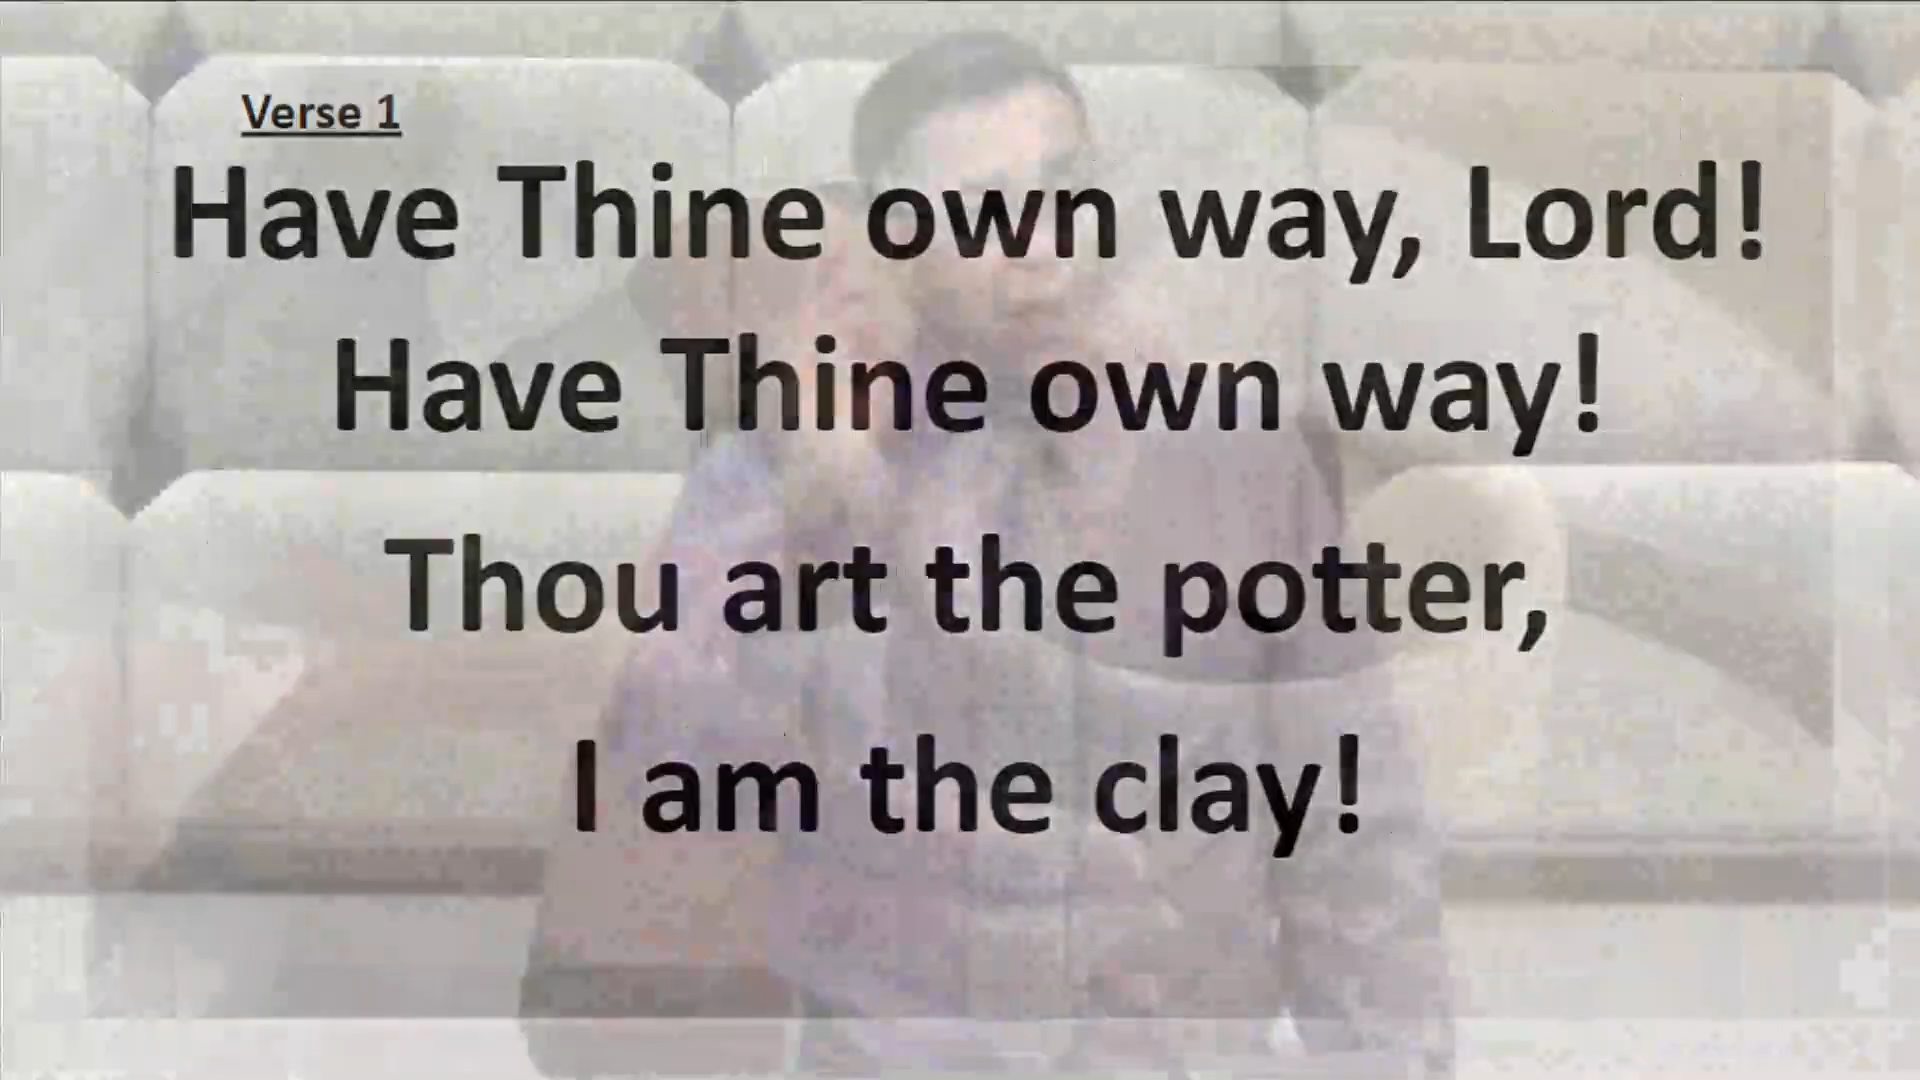 Verse 1
Have Thine own way, Lord!
Have Thine own way!
Thou art the potter,
I am the clay!